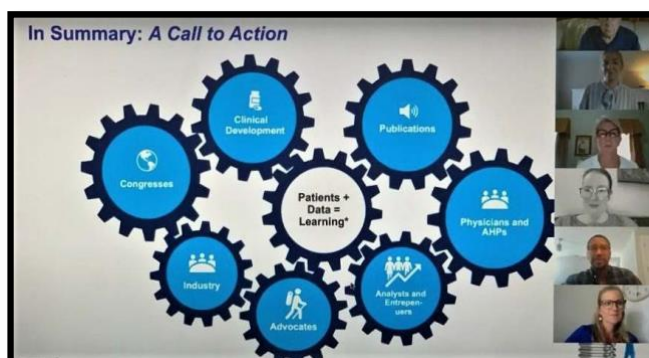 In Summary: A Call to Action
Clinical
Development
Publications
Congresses
Patients +
Data =
Learning*
Physicians and
AHPs
Industry
Analysts and
Entrepen-
uers
Advocates